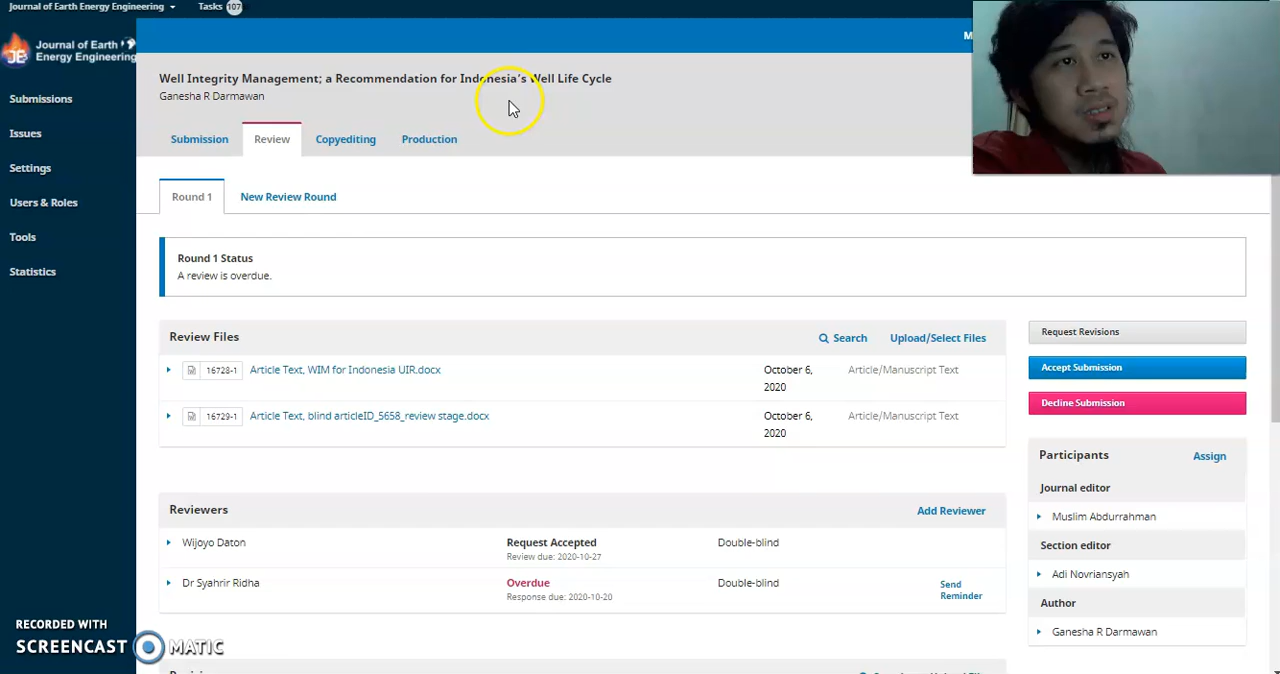 Journal of Earth Energy Engineering
Tasks 107
Journal of Earth
Energy Engineering
Submissions
Issues
Settings
Users & Roles
Tools
Statistics
M
Well Integrity Management; a Recommendation for Indonesia's Well Life Cycle
Ganesha R Darmawan
Submission Review Copyediting Production
Round 1 New Review Round
Round 1 Status
A review is overdue.
Review Files Search Upload/Select Files
16728-1 Article Text, WIM for Indonesia UIR.docx October 6, Article/Manuscript Text
2020
16729-1 Article Text, blind articleID_5658_review stage.docx October 6, Article/Manuscript Text
2020
Request Revisions
Accept Submission
Decline Submission
Participants Assign
Journal editor
Muslim Abdurrahman
Section editor
Adi Novriansyah
Author
Ganesha R Darmawan
Reviewers Add Reviewer
Wijoyo Daton Request Accepted Double-blind
Review due: 2020-10-27
Dr Syahrir Ridha Overdue Double-blind Send
Response due: 2020-10-20 Reminder
RECORDED WITH
SCREENCAST MATIC